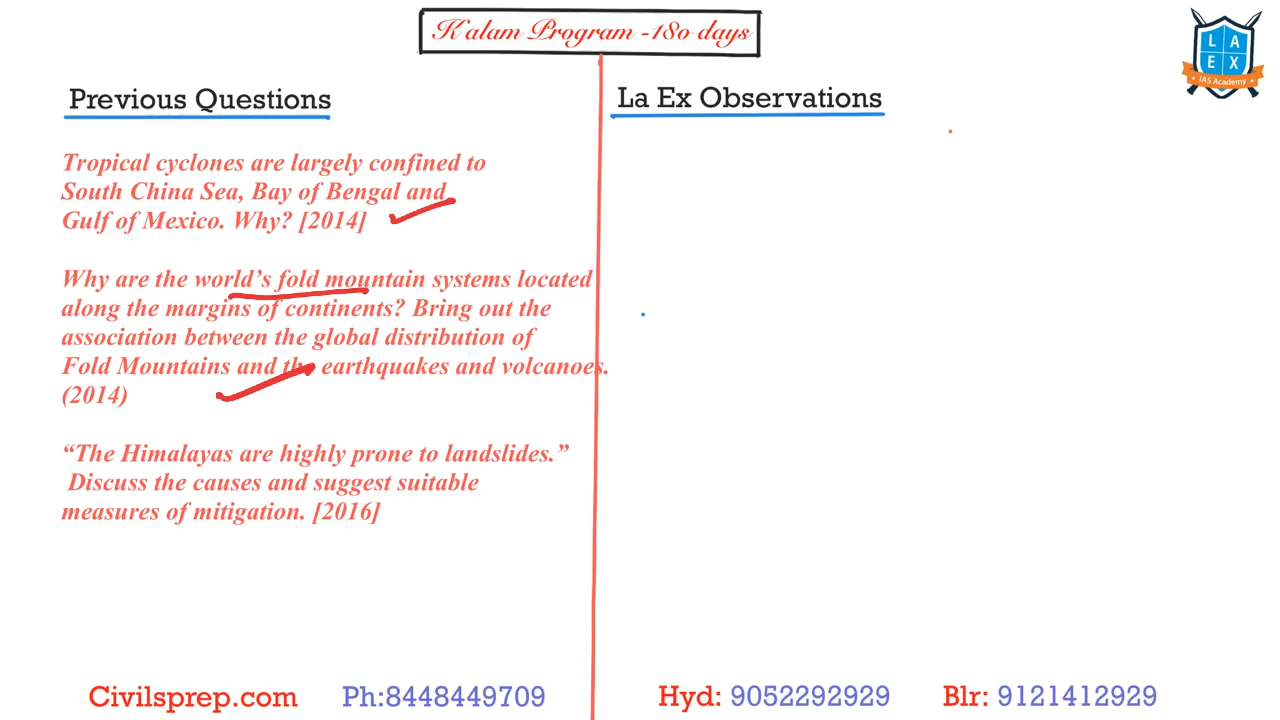 Kalam Program -180 days
L A
E X
IAS Academy
Previous Questions
La Ex Observations
Tropical cyclones are largely confined to
South China Sea, Bay of Bengal and
Gulf of Mexico. Why? [2014]
Why are the world’s fold mountain systems located
along the margins of continents? Bring out the
association between the global distribution of
Fold Mountains and the earthquakes and volcanoes.
(2014)
“The Himalayas are highly prone to landslides.”
Discuss the causes and suggest suitable
measures of mitigation. [2016]
Civilsprep.com Ph:8448449709 Hyd: 9052292929 Blr: 9121412929